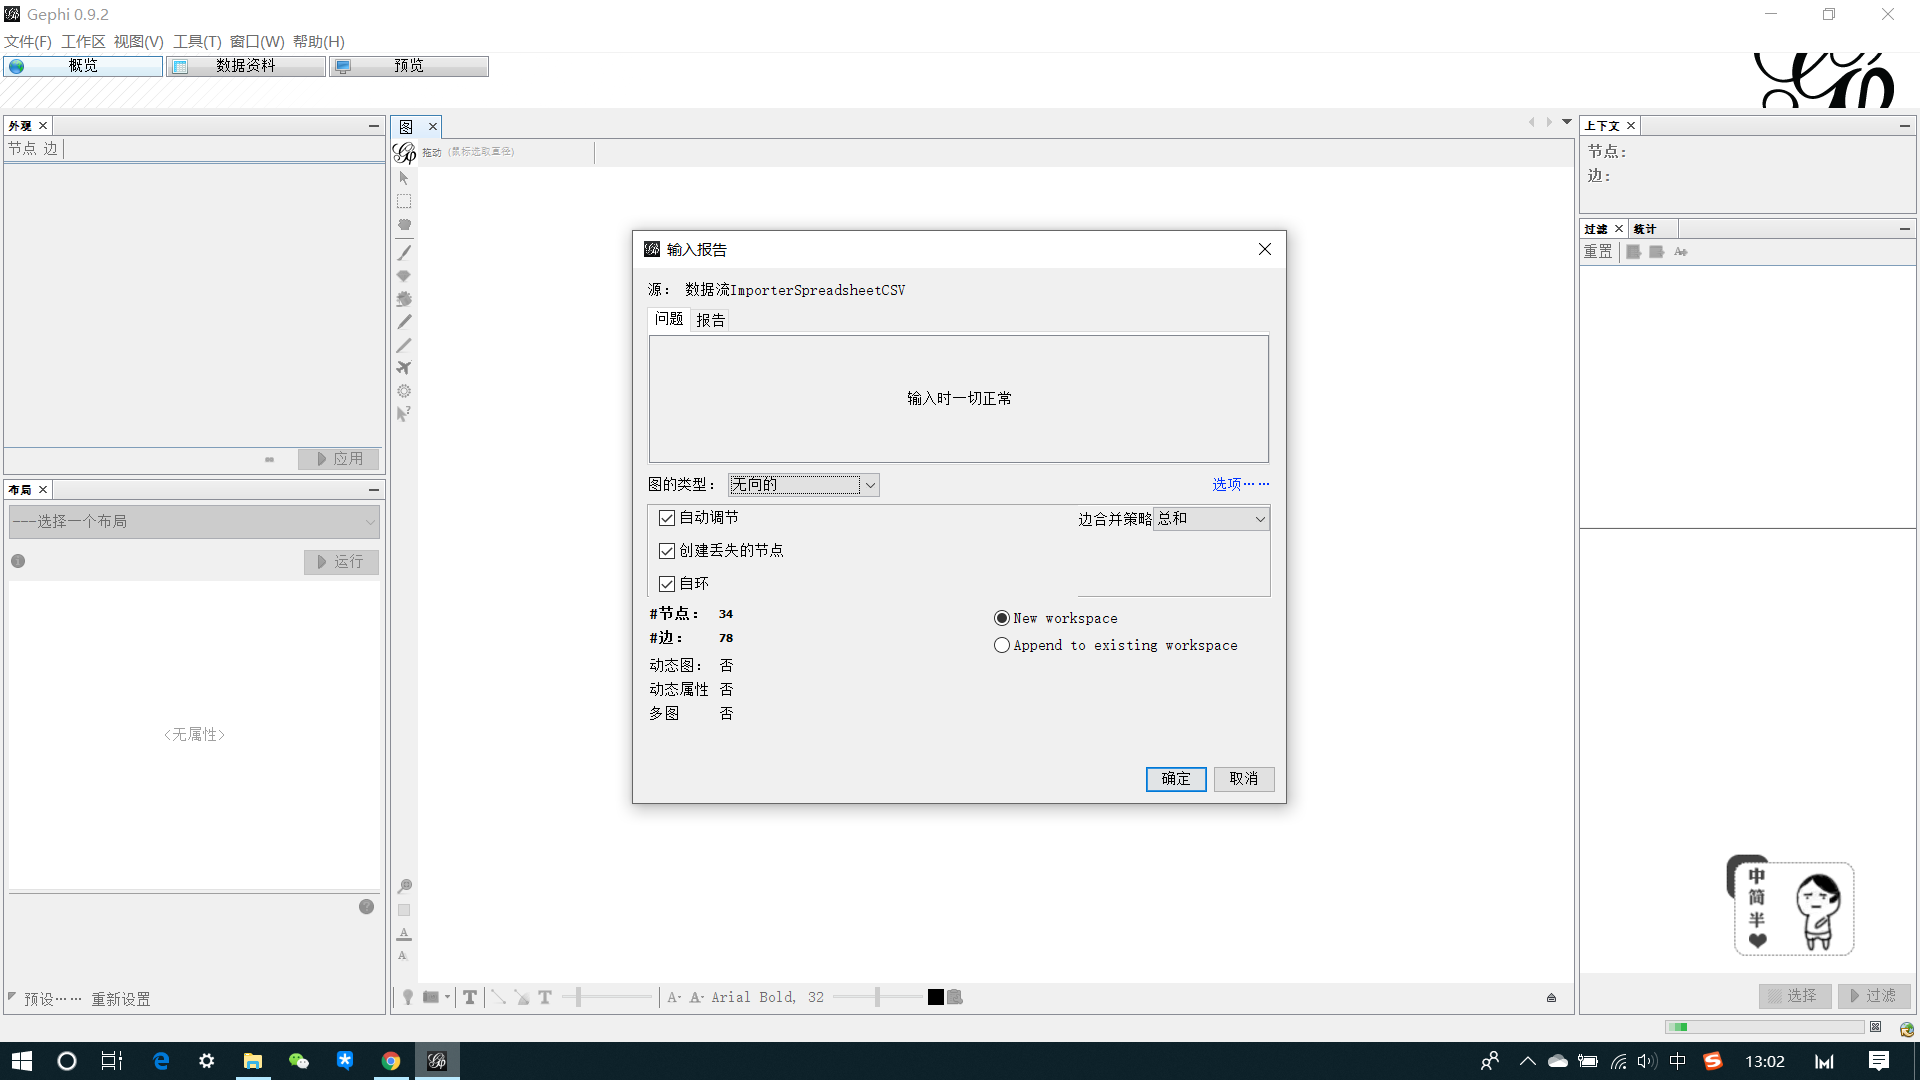 Gephi 0.9.2
文件(F) 工作区 视图(V) 工具(T) 窗口(W) 帮助(H)
概览 数据资料 预览
外观
节点 边
应用
布局
---选择一个布局
运行
<无属性>
预设…… 重新设置
图
拖动 (鼠标选取直径)
输入报告
源： 数据流ImporterSpreadsheetCSV
问题 报告
输入时一切正常
图的类型： 无向的 选项……
自动调节 边合并策略 总和
创建丢失的节点
自环
#节点： 34
#边： 78
动态图： 否
动态属性 否
多图 否
New workspace
Append to existing workspace
确定 取消
Arial Bold, 32
上下文
节点：
边：
过滤 统计
重置
中
简
半
选择 过滤
中
13:02